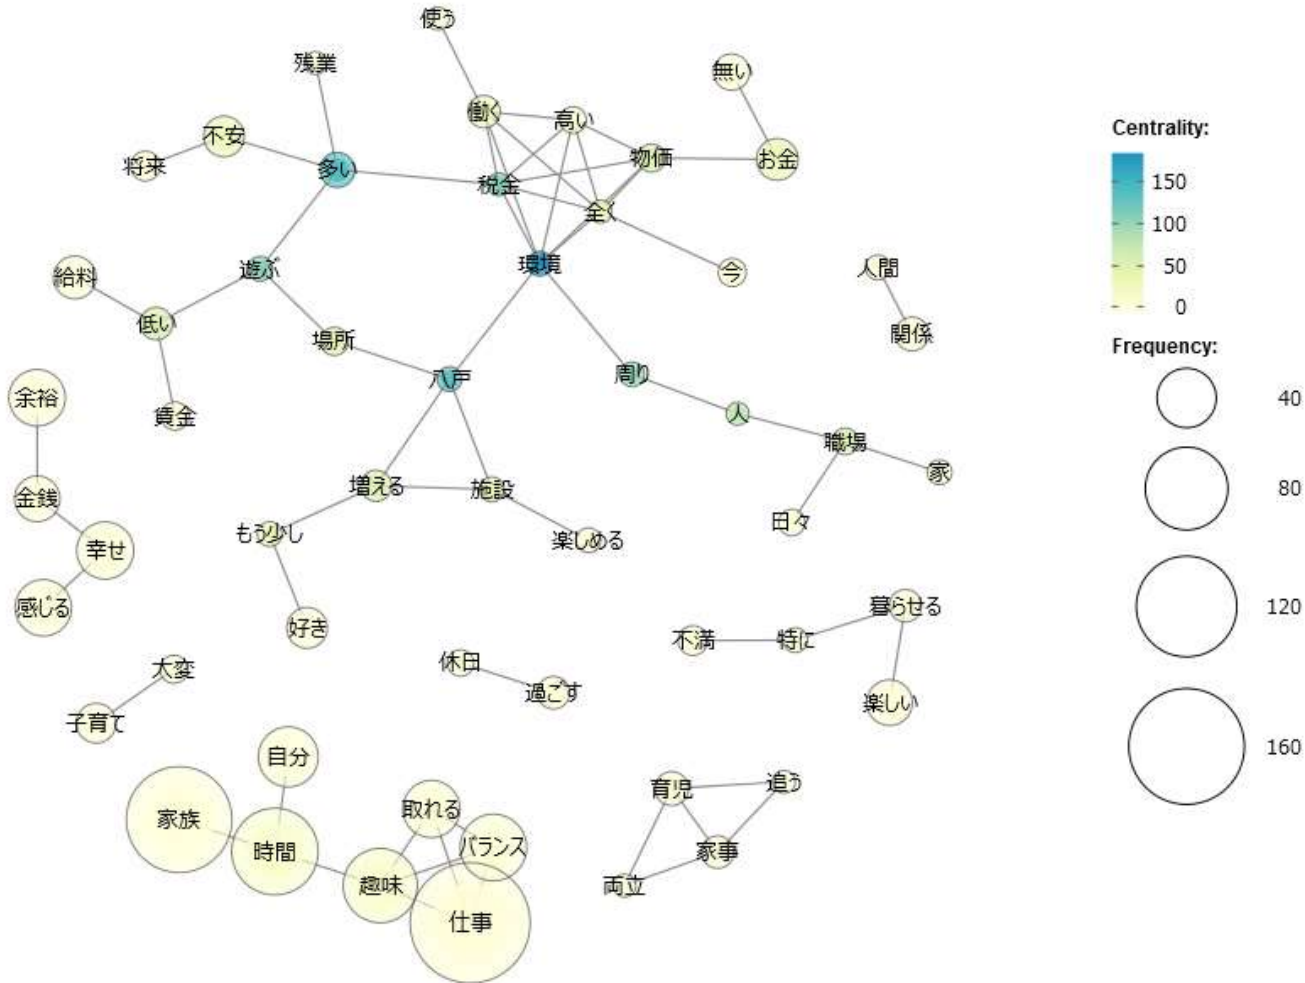 使う
残業
無い
働く
高い
不安
将来
多い
税金
物価
お金
全く
遊ぶ
環境
今
人間
給料
低い
場所
関係
八戸
周り
余裕
賃金
人
職場
家
増える
施設
金銭
日々
もう少し
楽しめる
幸せ
感じる
好き
暮らせる
不満
特に
大変
休日
過ごす
楽しい
子育て
自分
育児
追う
取れる
家族
時間
バランス
家事
趣味
両立
仕事
Centrality:
150
100
50
0
Frequency:
40
80
120
160